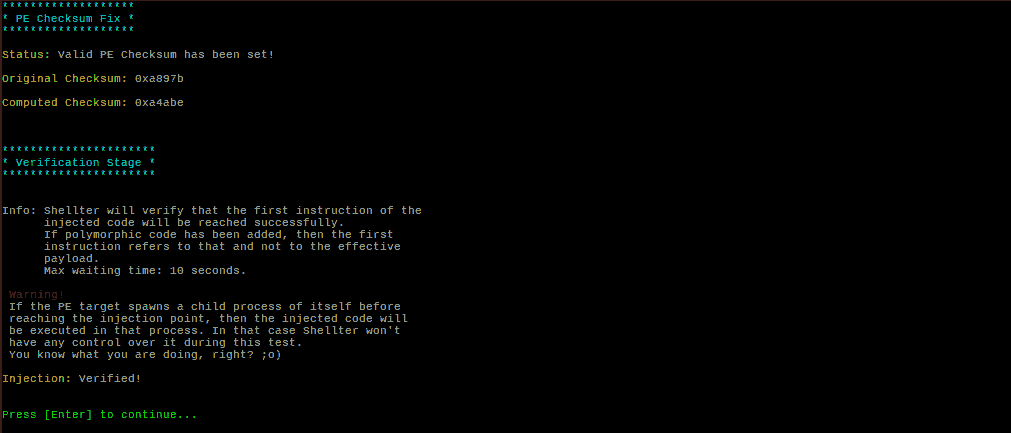 *******************
* PE Checksum Fix *
*******************
Status: Valid PE Checksum has been set!
Original Checksum: 0xa897b
Computed Checksum: 0xa4abe
**********************
* Verification Stage *
**********************
Info: Shellter will verify that the first instruction of the
injected code will be reached successfully.
If polymorphic code has been added, then the first
instruction refers to that and not to the effective
payload.
Max waiting time: 10 seconds.
Warning!
If the PE target spawns a child process of itself before
reaching the injection point, then the injected code will
be executed in that process. In that case Shellter won't
have any control over it during this test.
You know what you are doing, right? ;o)
Injection: Verified!
Press [Enter] to continue...